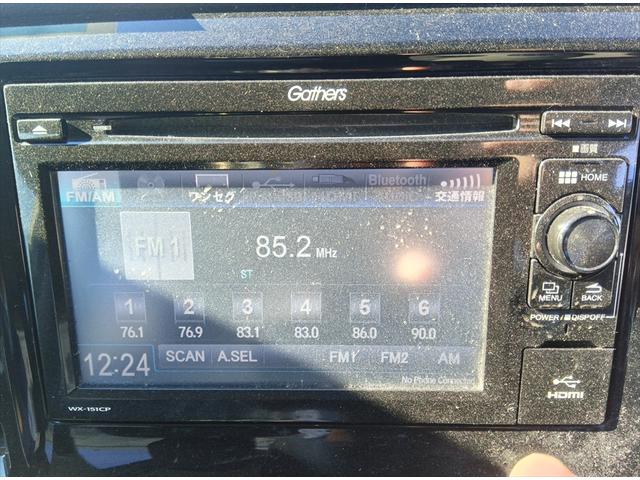 Gathers
画質
HOME
FM/AM
ワンセグ
Bluetooth
交通情報
FM 1
85.2 MHz
ST
1 2 3 4 5 6
76.1 76.9 83.1 83.0 86.0 90.0
MENU BACK
POWER / DISP OFF
12:24 SCAN A.SEL FM1 FM2 AM
No Phone Connected
HDMI
WX-151CP